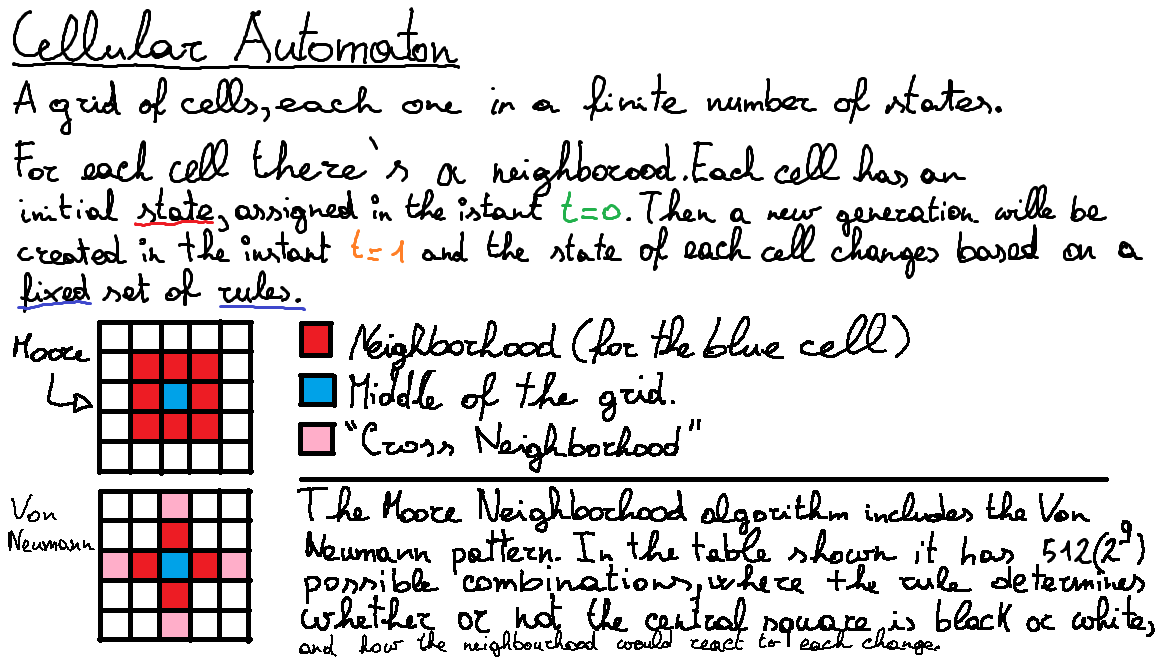 Cellular Automaton
A grid of cells, each one in a finite number of states.
For each cell there's a neighborood. Each cell has an
initial state, assigned in the istant t=0. Then a new generation wille be
created in the instant t=1 and the state of each cell changes based on a
fixed set of rules.
Moore
Neighborhood (for the blue cell)
Middle of the grid.
"Cross Neighborhood"
Von
Neumann
The Moore Neighborhood algorithm includes the Von
Neumann pattern. In the table shown it has 512(2^9)
possible combinations, where the rule determines
whether or not the central square is black or white,
and how the neighbourhood would react to each change.